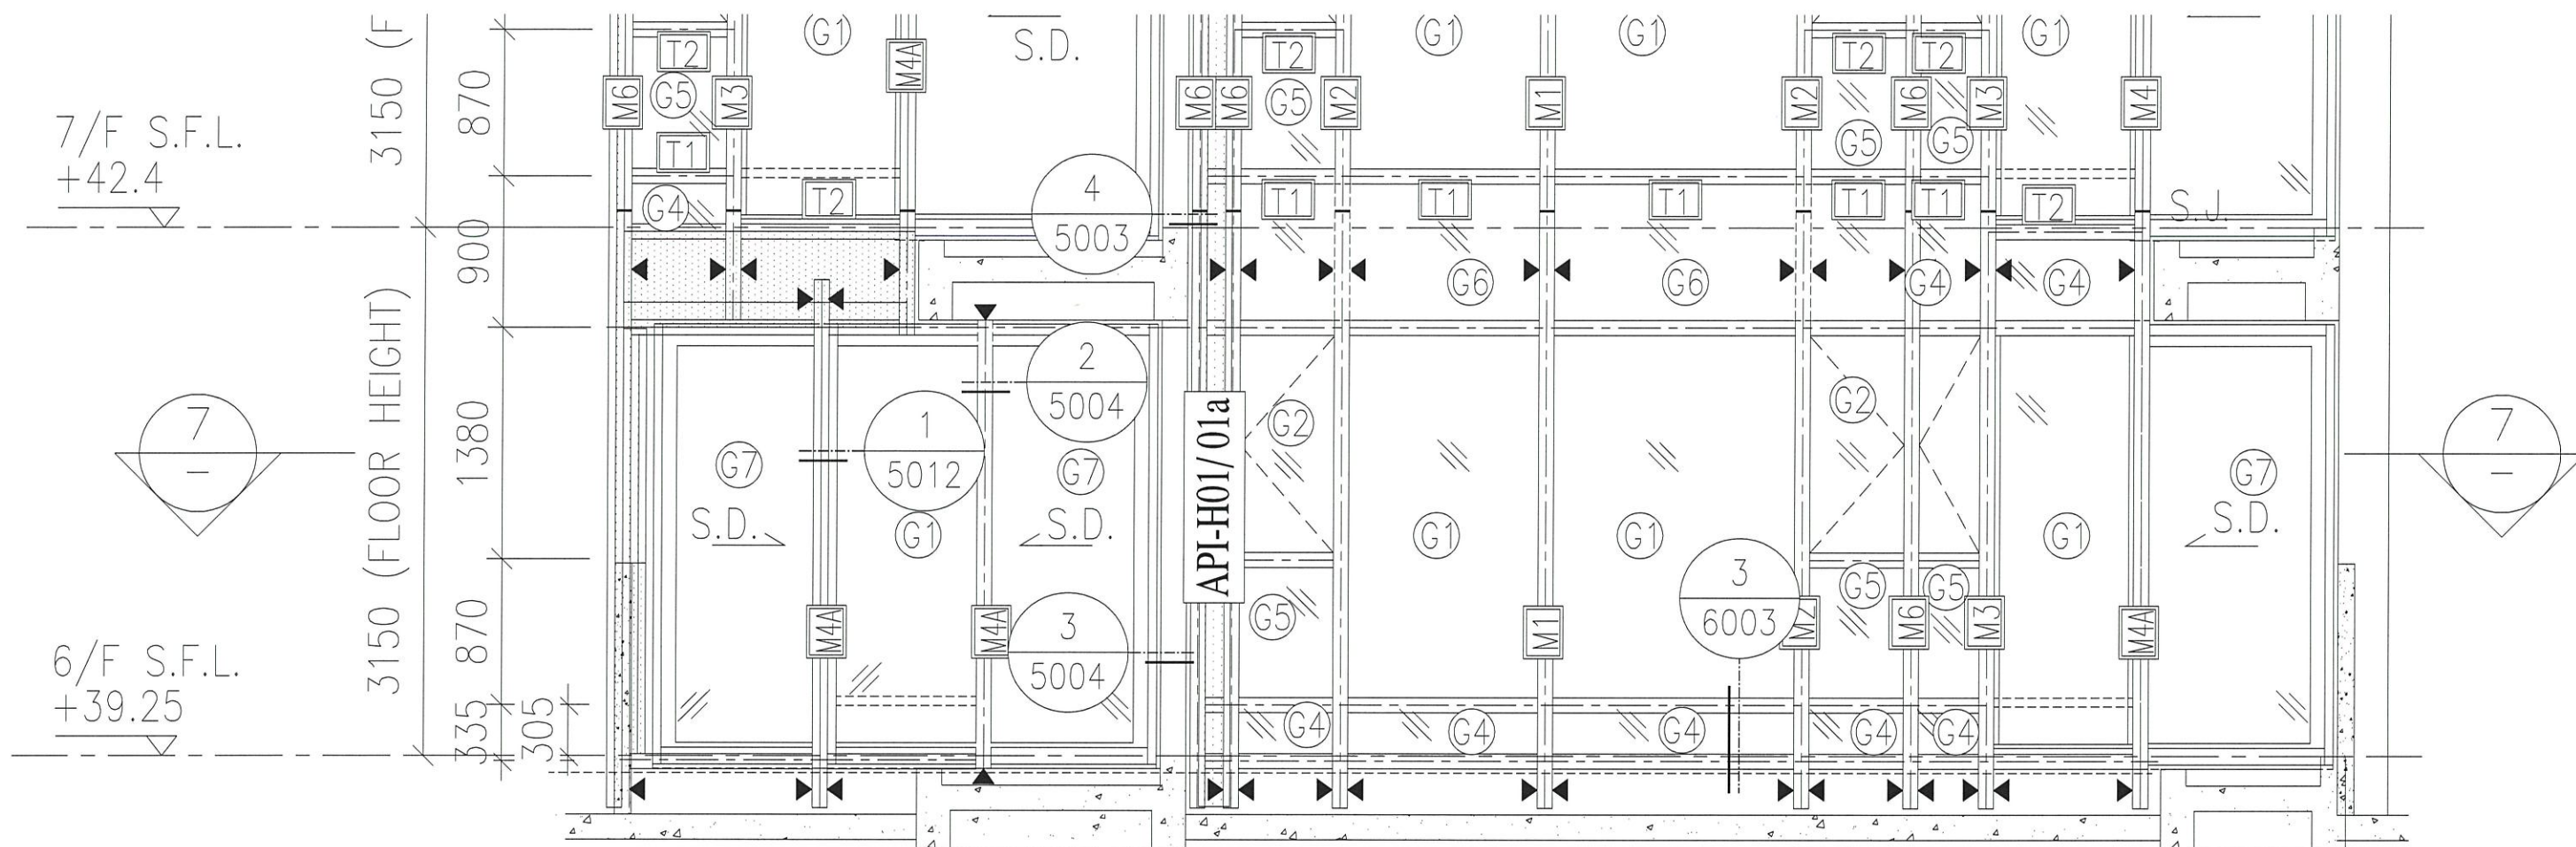 G1
G1
G1
G1
S.D.
T2
T2
T2
T2
M4A
M6
G5
M3
M6
M6
G5
M2
M1
M2
M6
M3
M4
G5
G5
T1
7/F S.F.L.
+42.4
3150 (F
870
G4
T2
T1
T1
T1
T1
T1
T2
S.J.
4
5003
900
G6
G6
G4
G4
3150 (FLOOR HEIGHT)
1380
2
5004
7
–
1
5012
G7
G7
G2
G2
G7
7
–
API-H01/01a
S.D.
G1
S.D.
G1
G1
G1
S.D.
870
M4A
M4A
3
5004
G5
M1
3
6003
M2
G5
M6
G5
M3
M4A
6/F S.F.L.
+39.25
335
305
G4
G4
G4
G4
G4